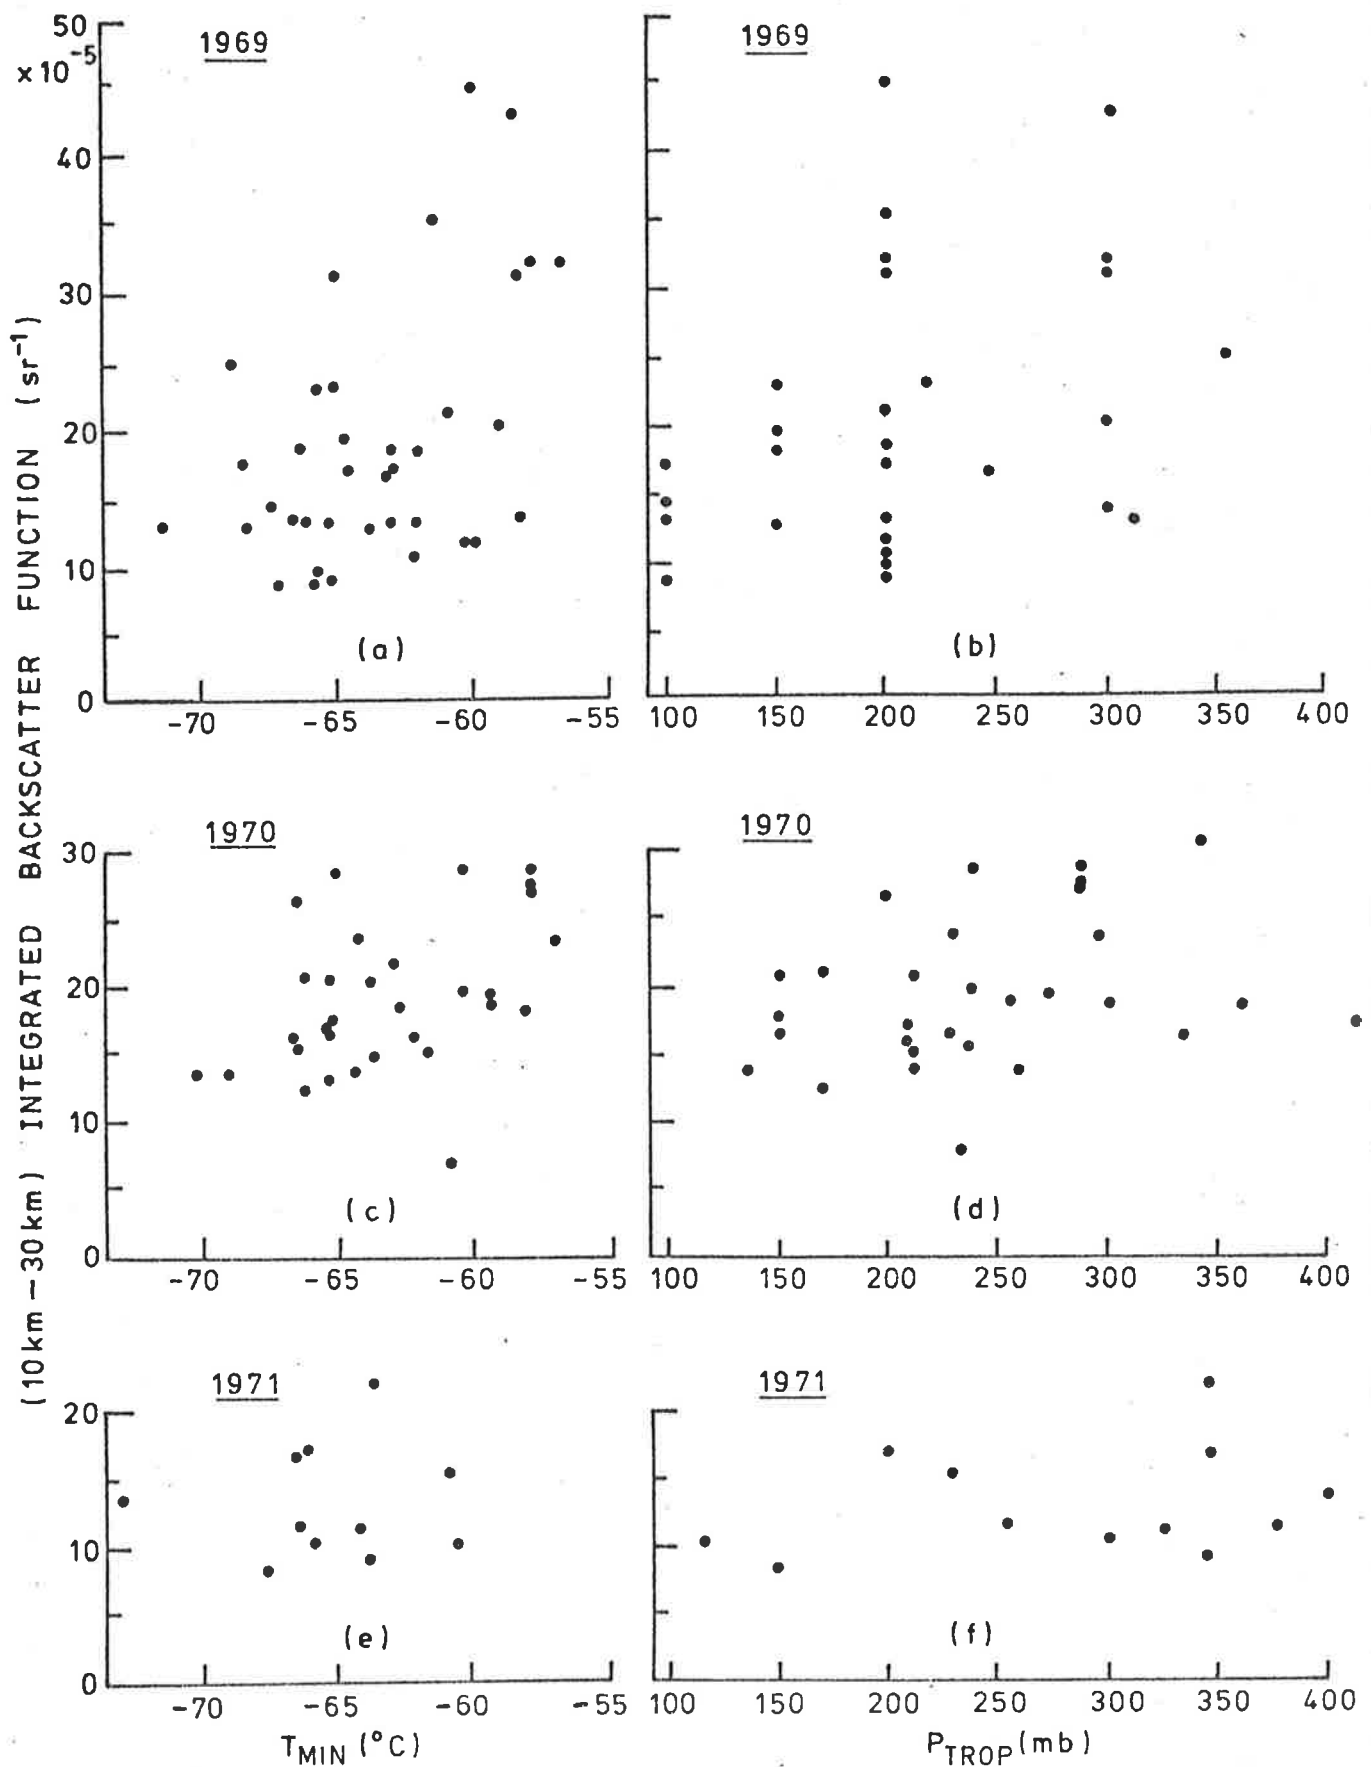 (10km–30km) INTEGRATED BACKSCATTER FUNCTION (sr⁻¹)
50
×10⁻⁵
40
30
20
10
0
1969
(a)
-70 -65 -60 -55
1969
(b)
100 150 200 250 300 350 400
30
20
10
0
1970
(c)
-70 -65 -60 -55
1970
(d)
100 150 200 250 300 350 400
20
10
0
1971
(e)
-70 -65 -60 -55
T_MIN (°C)
1971
(f)
100 150 200 250 300 350 400
P_TROP (mb)